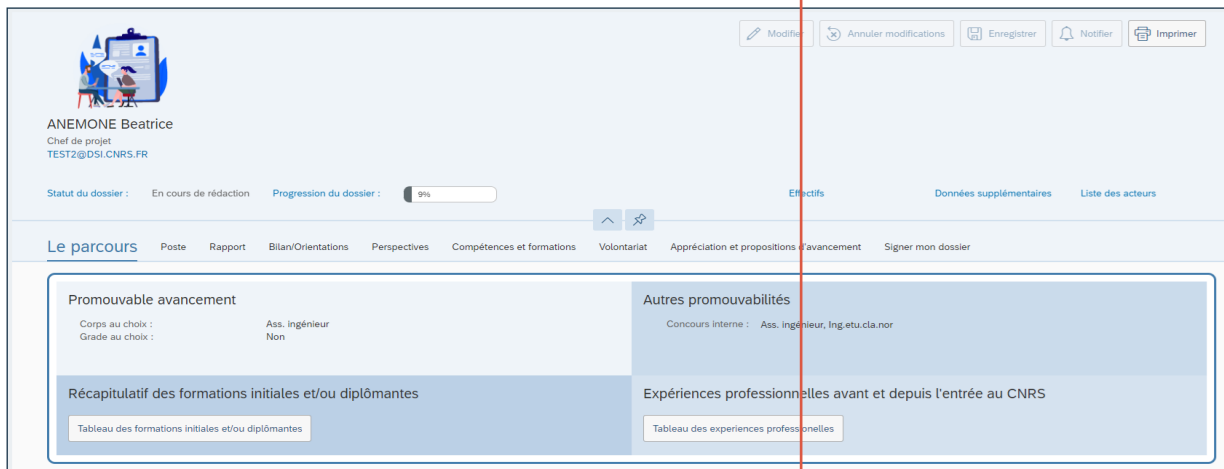 Modifier Annuler modifications Enregistrer Notifier Imprimer
ANEMONE Beatrice
Chef de projet
TEST2@DSI.CNRS.FR
Statut du dossier : En cours de rédaction Progression du dossier : 9% Effectifs Données supplémentaires Liste des acteurs
Le parcours Poste Rapport Bilan/Orientations Perspectives Compétences et formations Volontariat Appréciation et propositions d'avancement Signer mon dossier
Promouvable avancement
Corps au choix : Ass. ingénieur
Grade au choix : Non
Autres promouvabilités
Concours interne : Ass. ingénieur, Ing.etu.cla.nor
Récapitulatif des formations initiales et/ou diplômantes
Tableau des formations initiales et/ou diplômantes
Expériences professionnelles avant et depuis l'entrée au CNRS
Tableau des experiences professionelles